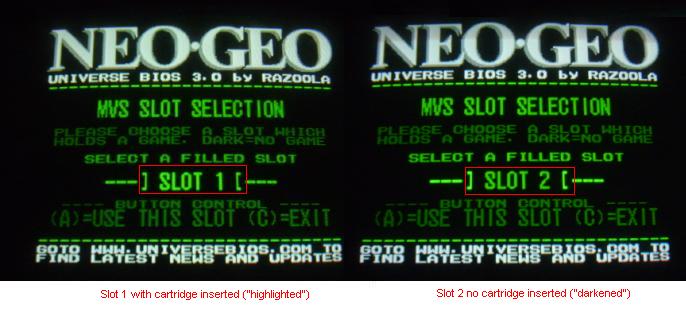 NEO·GEO
UNIVERSE BIOS 3.0 by RAZOOLA
MVS SLOT SELECTION
PLEASE CHOOSE A SLOT WHICH
HOLDS A GAME. DARK=NO GAME
SELECT A FILLED SLOT
----] SLOT 1 [----
---- BUTTON CONTROL ----
(A)=USE THIS SLOT (C)=EXIT
GOTO WWW.UNIVERSEBIOS.COM TO
FIND LATEST NEWS AND UPDATES
Slot 1 with cartridge inserted ("highlighted")
NEO·GEO
UNIVERSE BIOS 3.0 by RAZOOLA
MVS SLOT SELECTION
PLEASE CHOOSE A SLOT WHICH
HOLDS A GAME. DARK=NO GAME
SELECT A FILLED SLOT
----] SLOT 2 [----
---- BUTTON CONTROL ----
(A)=USE THIS SLOT (C)=EXIT
GOTO WWW.UNIVERSEBIOS.COM TO
FIND LATEST NEWS AND UPDATES
Slot 2 no cartridge inserted ("darkened")